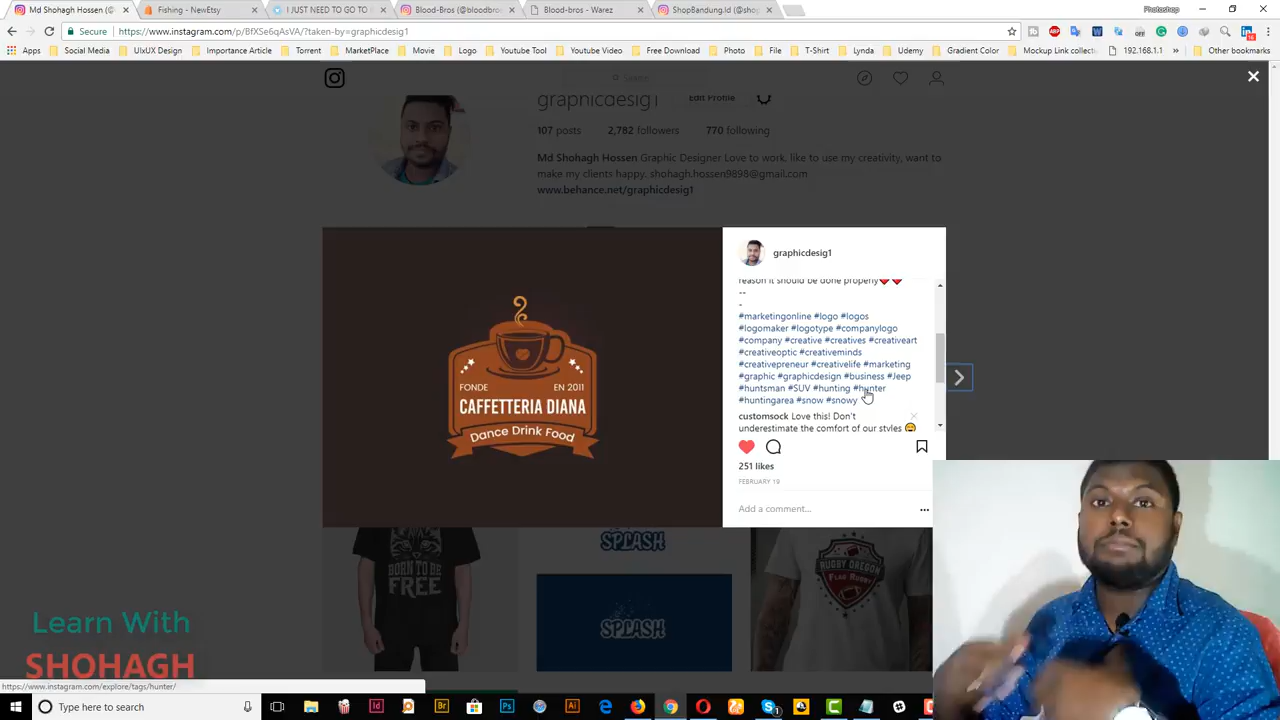 Photoshop
Md Shohagh Hossen (@
Fishing - NewEtsy
I JUST NEED TO GO TO
Blood-Bros (@bloodbro
Blood-bros - Warez
ShopBandung.Id (@sho
Secure
https://www.instagram.com/p/BfXSe6qAsVA/?taken-by=graphicdesig1
Apps
Social Media
UIxUX Design
Importance Article
Torrent
MarketPlace
Movie
Logo
Youtube Tool
Youtube Video
Free Download
Photo
File
T-Shirt
Lynda
Udemy
Gradient Color
Mockup Link collect
192.168.1.1
»
Other bookmarks
Search
graphicdesig1
Edit Profile
107 posts
2,782 followers
770 following
Md Shohagh Hossen Graphic Designer Love to work, like to use my creativity, want to
make my clients happy. shohagh.hossen9898@gmail.com
www.behance.net/graphicdesig1
FONDE
EN 2011
CAFFETTERIA DIANA
Dance Drink Food
graphicdesig1
reason it should be done properly❤️❤️
--
-
#marketingonline #logo #logos
#logomaker #logotype #companylogo
#company #creative #creatives #creativeart
#creativeoptic #creativeminds
#creativepreneur #creativelife #marketing
#graphic #graphicdesign #business #Jeep
#huntsman #SUV #hunting #hunter
#huntingarea #snow #snowy
customsock Love this! Don't
underestimate the comfort of our styles 😄
251 likes
FEBRUARY 19
Add a comment...
BORN TO BE
FREE
SPLASH
SPLASH
RUGBY OREGON
FLAG RUGBY
Learn With
SHOHAGH
https://www.instagram.com/explore/tags/hunter/
Type here to search